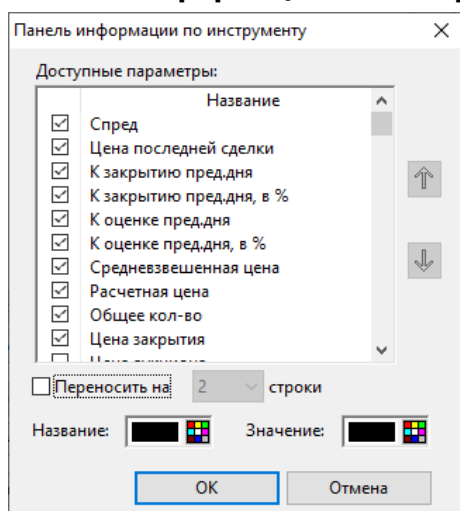 Панель информации по инструменту
Доступные параметры:
Название
Спред
Цена последней сделки
К закрытию пред.дня
К закрытию пред.дня, в %
К оценке пред.дня
К оценке пред.дня, в %
Средневзвешенная цена
Расчетная цена
Общее кол-во
Цена закрытия
Переносить на 2 строки
Название: Значение:
OK Отмена